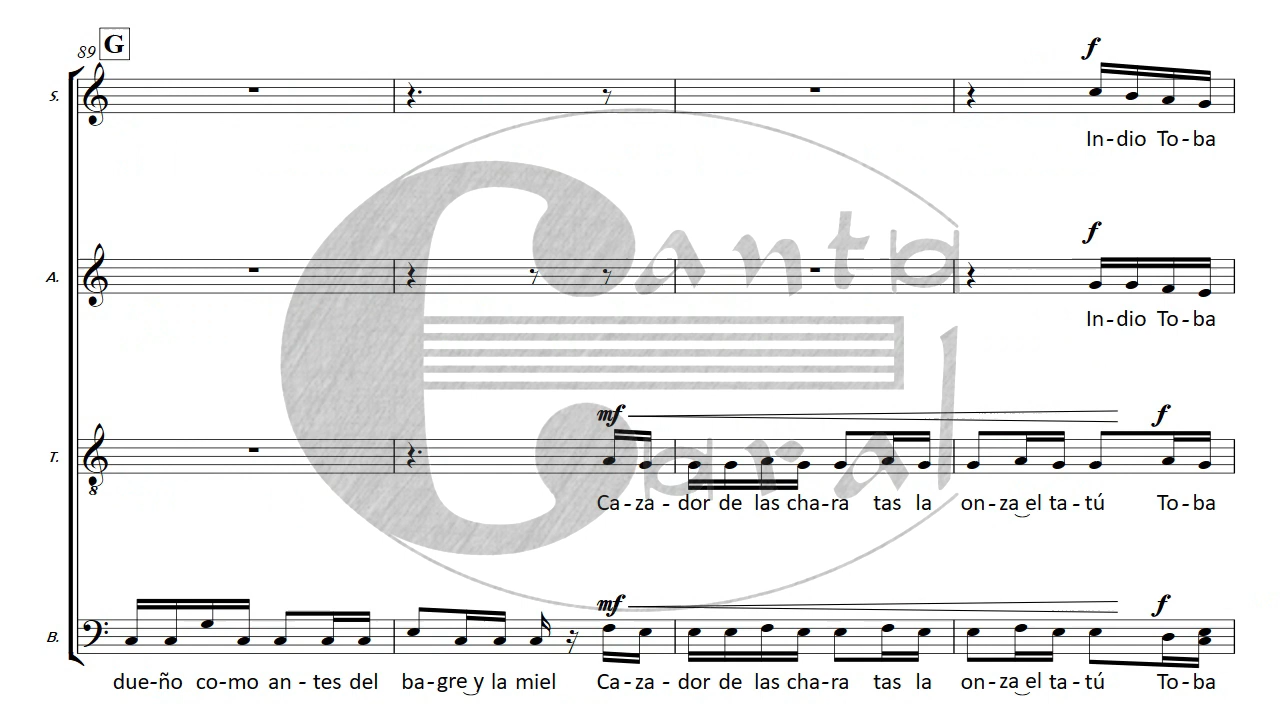 89 G
f
S.
In-dio To-ba
f
A.
In-dio To-ba
mf f
T.
8
Ca-za-dor de las cha-ra tas la on-za el ta-tú To-ba
mf f
B.
due-ño co-mo an-tes del ba-gre y la miel Ca-za-dor de las cha-ra tas la on-za el ta-tú To-ba
Canto
Coral